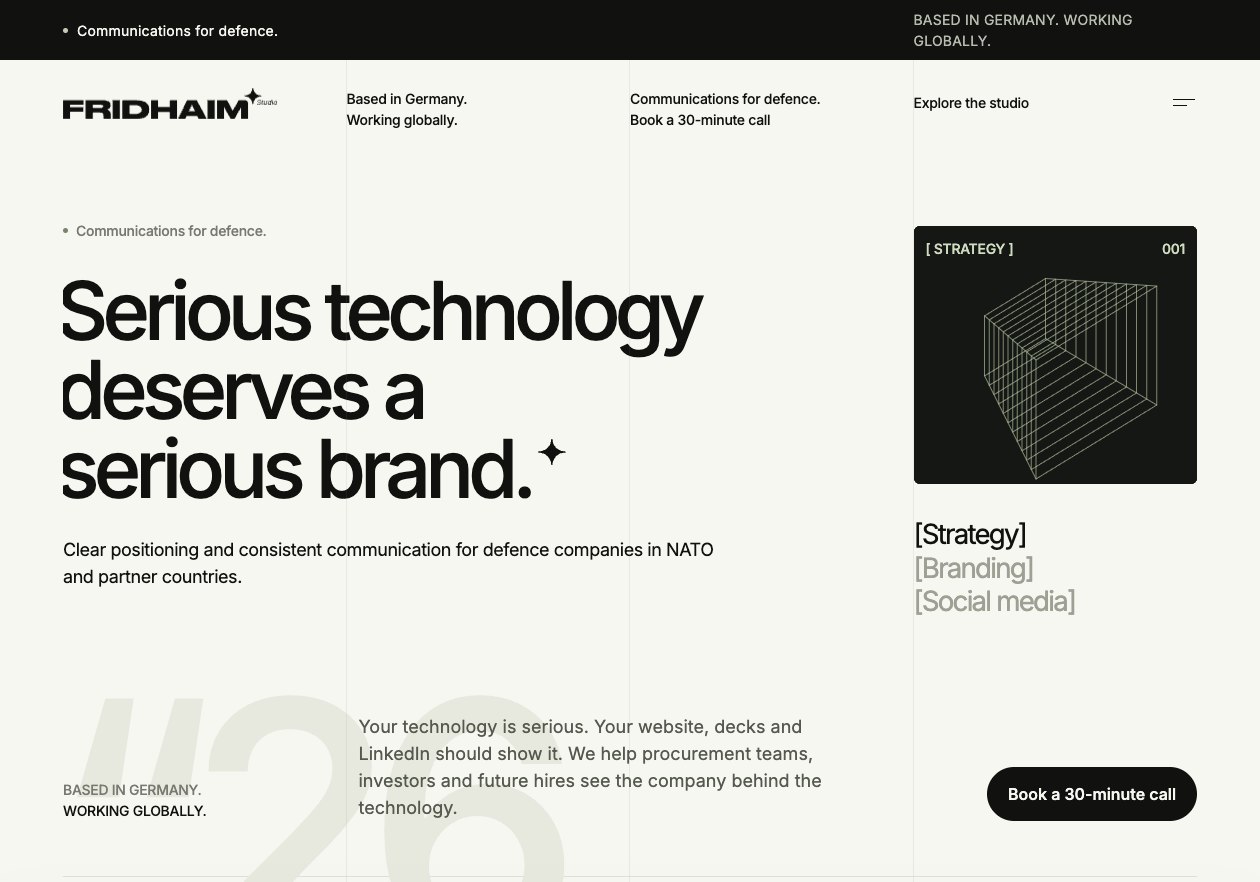 Communications for defence.
BASED IN GERMANY. WORKING
GLOBALLY.
FRIDHAIM Studio
Based in Germany.
Working globally.
Communications for defence.
Book a 30-minute call
Explore the studio
Communications for defence.
Serious technology
deserves a
serious brand.
Clear positioning and consistent communication for defence companies in NATO
and partner countries.
[ STRATEGY ]
001
[Strategy]
[Branding]
[Social media]
"26
Your technology is serious. Your website, decks and
LinkedIn should show it. We help procurement teams,
investors and future hires see the company behind the
technology.
BASED IN GERMANY.
WORKING GLOBALLY.
Book a 30-minute call